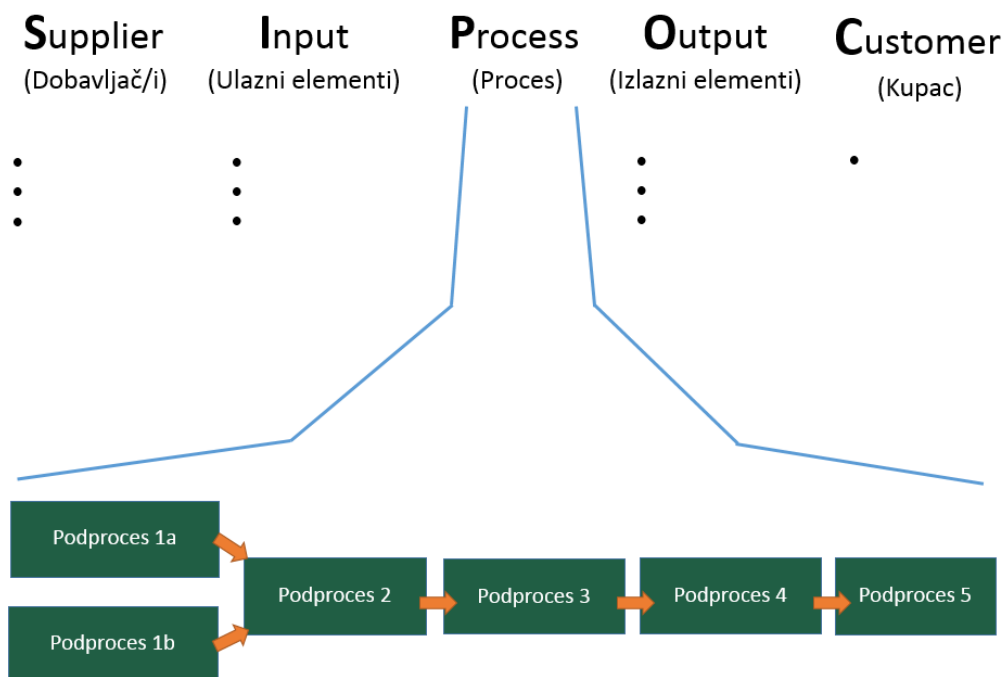 Supplier
(Dobavljač/i)
Input
(Ulazni elementi)
Process
(Proces)
Output
(Izlazni elementi)
Customer
(Kupac)
•
•
•
•
•
•
•
•
•
•
Podproces 1a
Podproces 1b
Podproces 2
Podproces 3
Podproces 4
Podproces 5